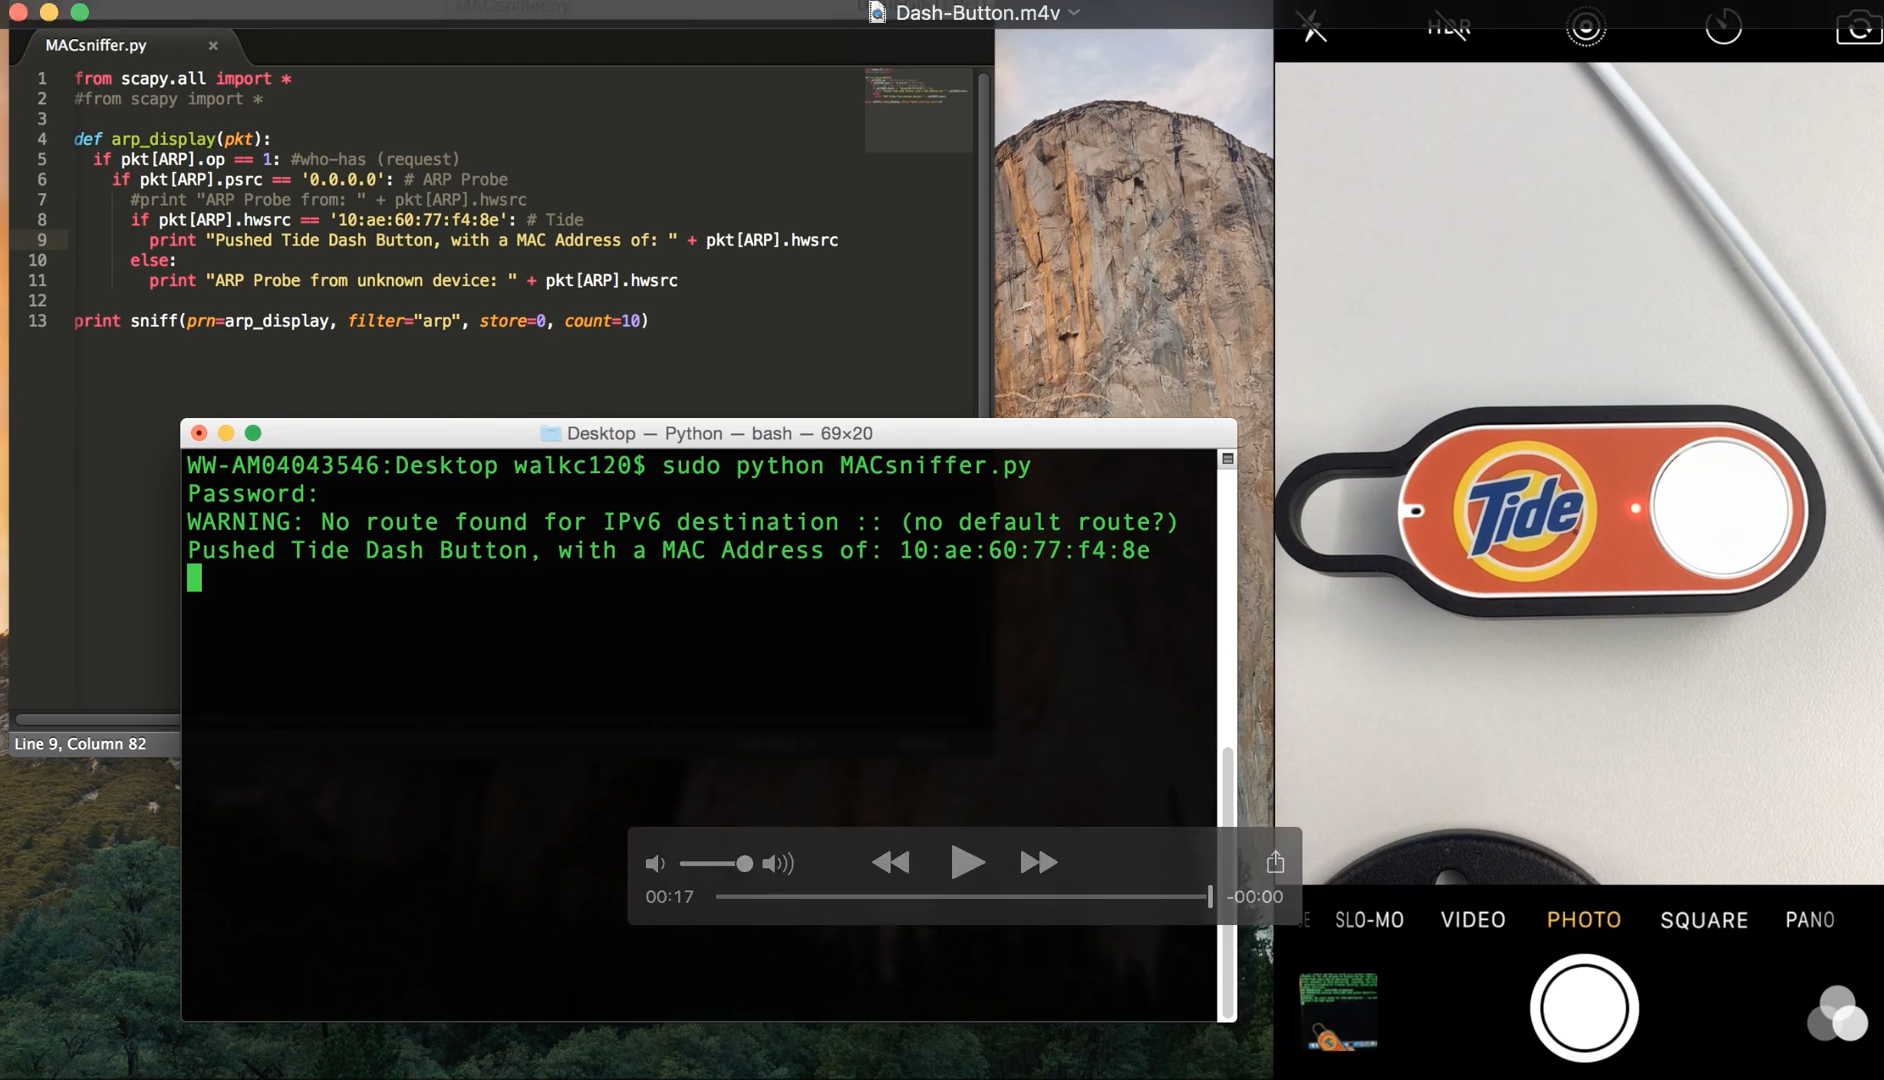 Dash-Button.m4v
MACsniffer.py
1 from scapy.all import *
2 #from scapy import *
3
4 def arp_display(pkt):
5 if pkt[ARP].op == 1: #who-has (request)
6 if pkt[ARP].psrc == '0.0.0.0': # ARP Probe
7 #print "ARP Probe from: " + pkt[ARP].hwsrc
8 if pkt[ARP].hwsrc == '10:ae:60:77:f4:8e': # Tide
9 print "Pushed Tide Dash Button, with a MAC Address of: " + pkt[ARP].hwsrc
10 else:
11 print "ARP Probe from unknown device: " + pkt[ARP].hwsrc
12
13 print sniff(prn=arp_display, filter="arp", store=0, count=10)
Line 9, Column 82
Desktop — Python — bash — 69×20
WW-AM04043546:Desktop walkc120$ sudo python MACsniffer.py
Password:
WARNING: No route found for IPv6 destination :: (no default route?)
Pushed Tide Dash Button, with a MAC Address of: 10:ae:60:77:f4:8e
00:17
-00:00
HDR
Tide
SLO-MO VIDEO PHOTO SQUARE PANO